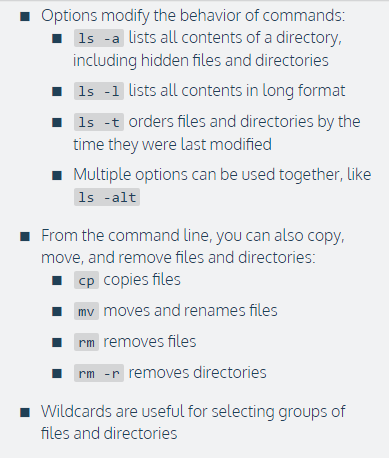 Options modify the behavior of commands:
ls -a lists all contents of a directory,
including hidden files and directories
ls -l lists all contents in long format
ls -t orders files and directories by the
time they were last modified
Multiple options can be used together, like
ls -alt
From the command line, you can also copy,
move, and remove files and directories:
cp copies files
mv moves and renames files
rm removes files
rm -r removes directories
Wildcards are useful for selecting groups of
files and directories